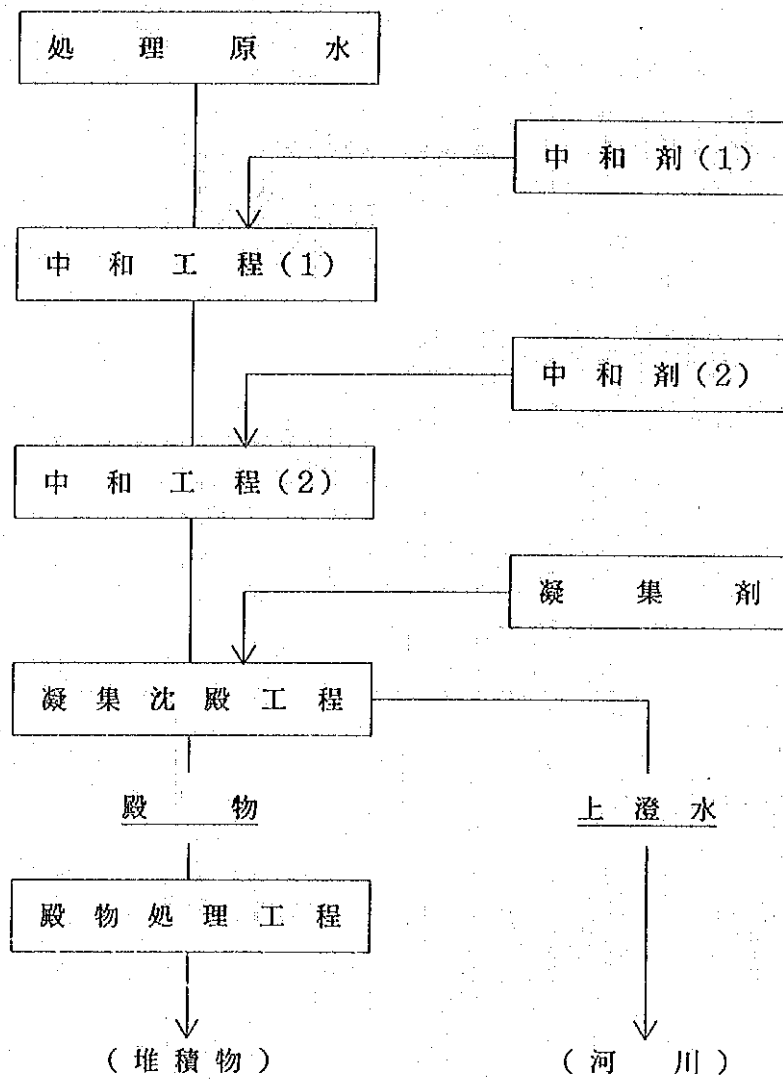 処理原水
中和剤(1)
中和工程(1)
中和剤(2)
中和工程(2)
凝集剤
凝集沈殿工程
殿物
上澄水
殿物処理工程
(堆積物)
(河川)